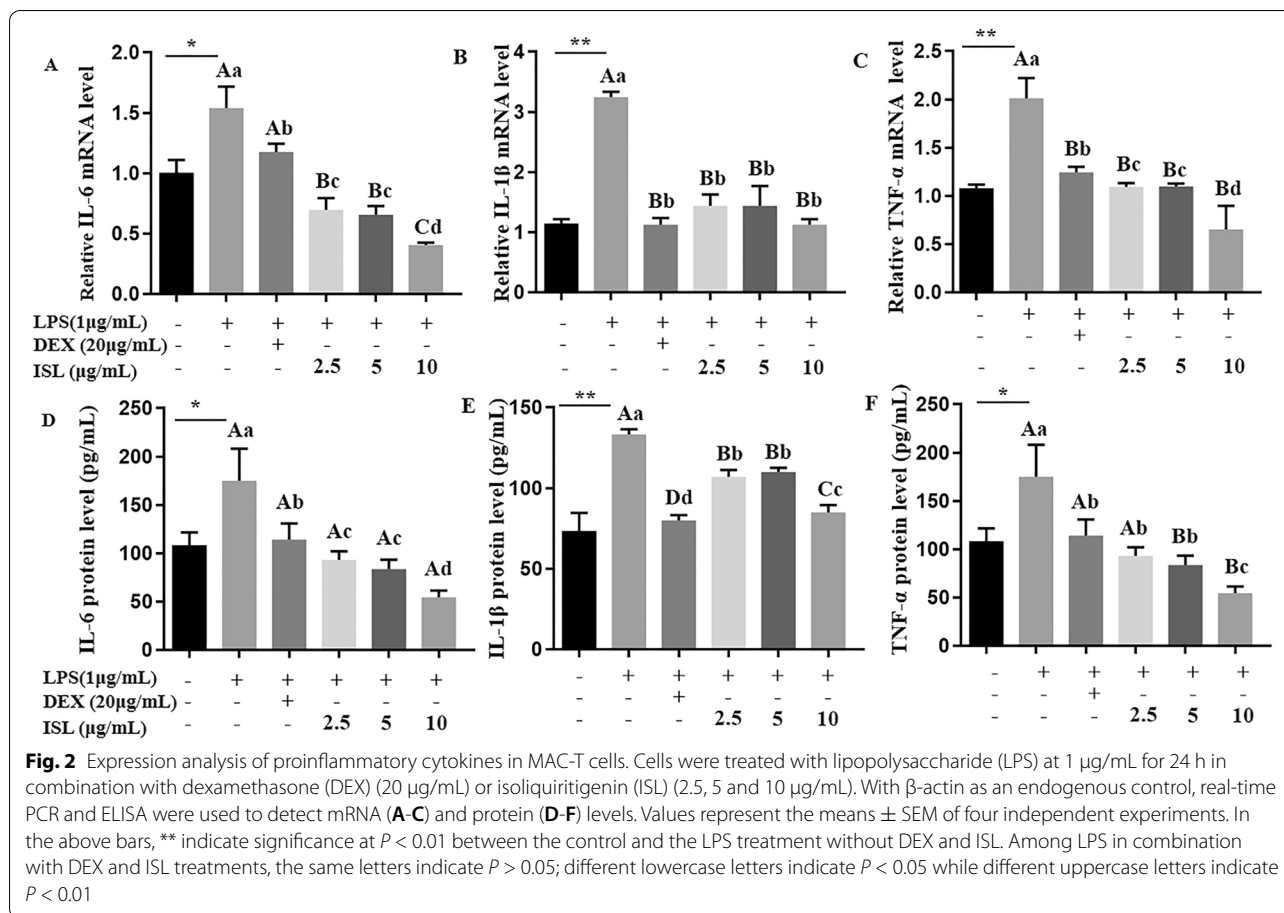 A
Relative IL-6 mRNA level
2.0
1.5
1.0
0.5
0.0
*
Aa
Ab
Bc
Bc
Cd
B
Relative IL-1β mRNA level
4
3
2
1
0
**
Aa
Bb
Bb
Bb
Bb
C
Relative TNF-α mRNA level
2.5
2.0
1.5
1.0
0.5
0.0
**
Aa
Bb
Bc
Bc
Bd
LPS(1µg/mL) - + + + + + - + + + + + - + + + + +
DEX (20µg/mL) - - + - - - - - + - - - - - + - - -
ISL (µg/mL) - - - 2.5 5 10 - - - 2.5 5 10 - - - 2.5 5 10
D
IL-6 protein level (pg/mL)
250
200
150
100
50
0
*
Aa
Ab
Ac
Ac
Ad
E
IL-1β protein level (pg/mL)
150
100
50
0
**
Aa
Dd
Bb
Bb
Cc
F
TNF-α protein level (pg/mL)
250
200
150
100
50
0
*
Aa
Ab
Ab
Bb
Bc
LPS(1µg/mL) - + + + + + - + + + + + - + + + + +
DEX (20µg/mL) - - + - - - - - + - - - - - + - - -
ISL (µg/mL) - - - 2.5 5 10 - - - 2.5 5 10 - - - 2.5 5 10
Fig. 2 Expression analysis of proinflammatory cytokines in MAC-T cells. Cells were treated with lipopolysaccharide (LPS) at 1 µg/mL for 24 h in
combination with dexamethasone (DEX) (20 µg/mL) or isoliquiritigenin (ISL) (2.5, 5 and 10 µg/mL). With β-actin as an endogenous control, real-time
PCR and ELISA were used to detect mRNA (A-C) and protein (D-F) levels. Values represent the means ± SEM of four independent experiments. In
the above bars, ** indicate significance at P < 0.01 between the control and the LPS treatment without DEX and ISL. Among LPS in combination
with DEX and ISL treatments, the same letters indicate P > 0.05; different lowercase letters indicate P < 0.05 while different uppercase letters indicate
P < 0.01